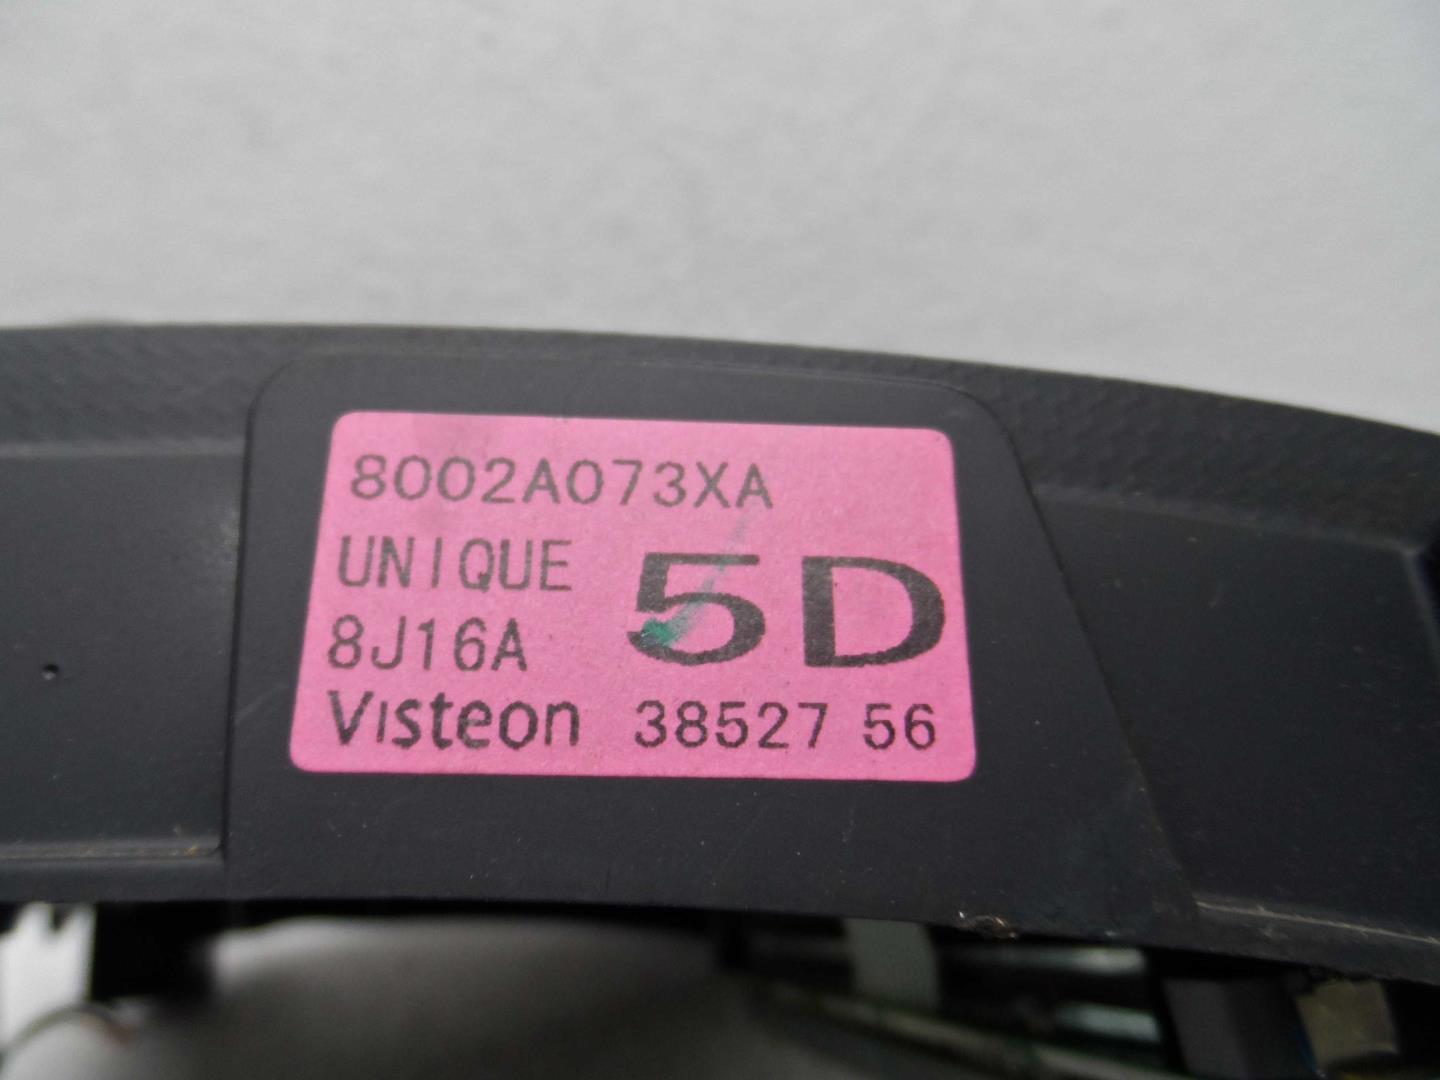 8002A073XA
UNIQUE
8J16A
5D
Visteon 38527 56